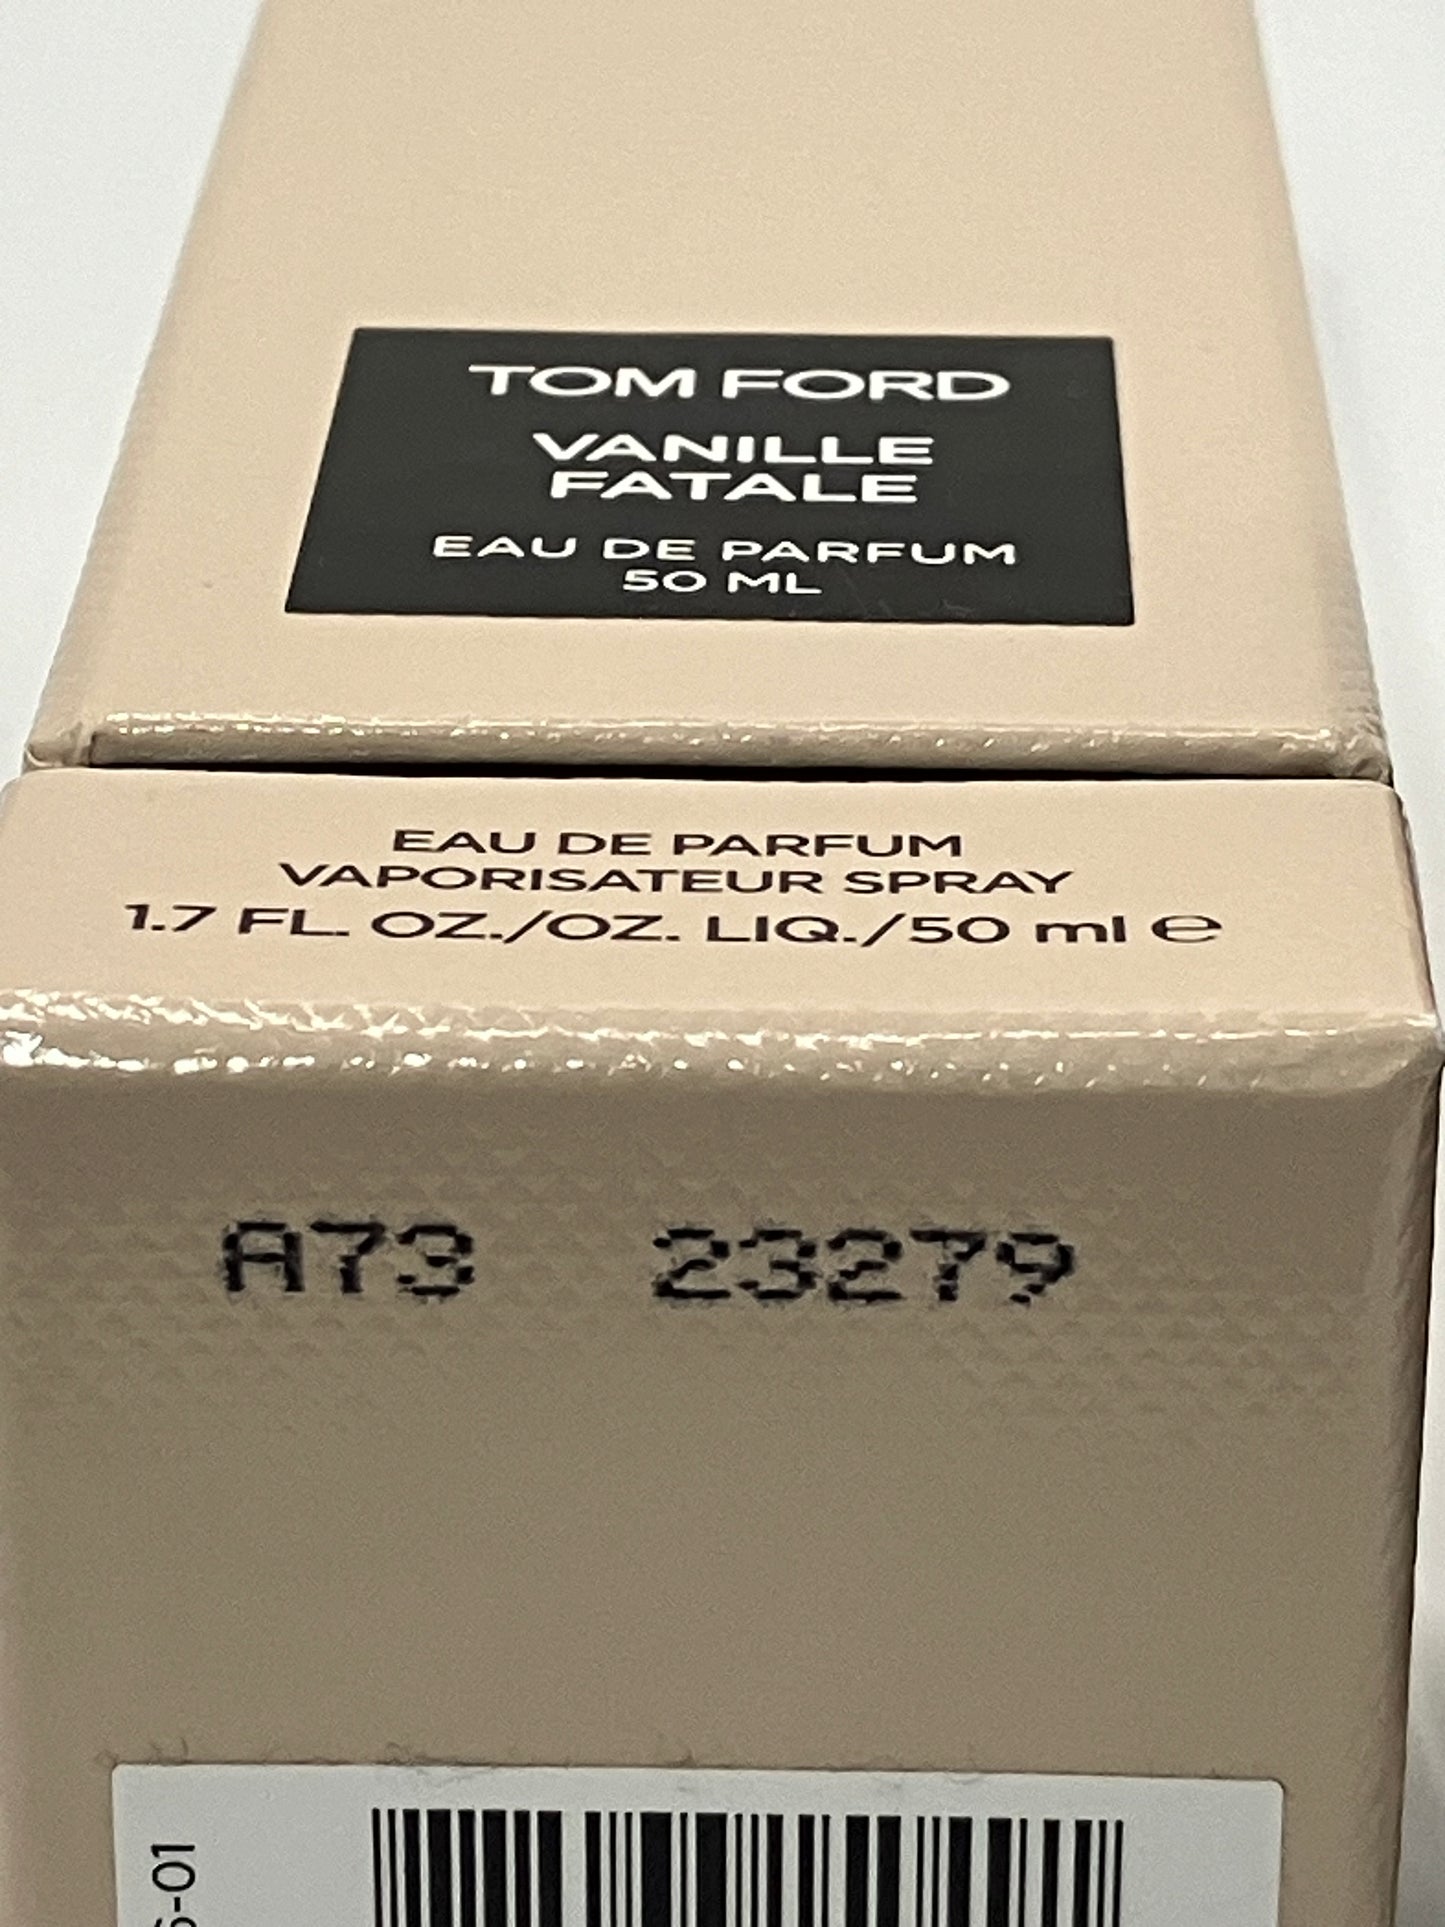 TOM FORD
VANILLE
FATALE
EAU DE PARFUM
50 ML
EAU DE PARFUM
VAPORISATEUR SPRAY
1.7 FL. OZ./OZ. LIQ./50 ml ℮
A73 23279
-01